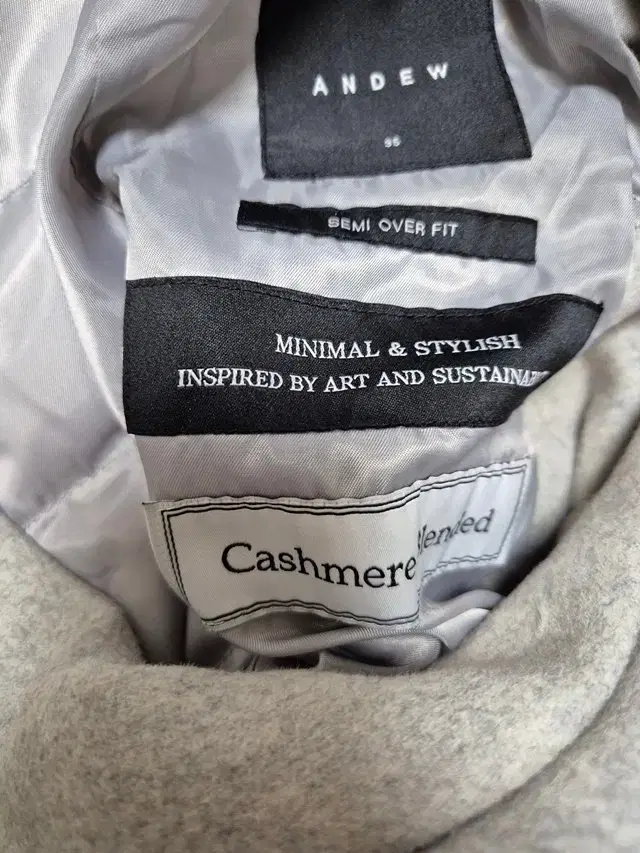 ANDEW
95
SEMI OVER FIT
MINIMAL & STYLISH
INSPIRED BY ART AND
Cashmere